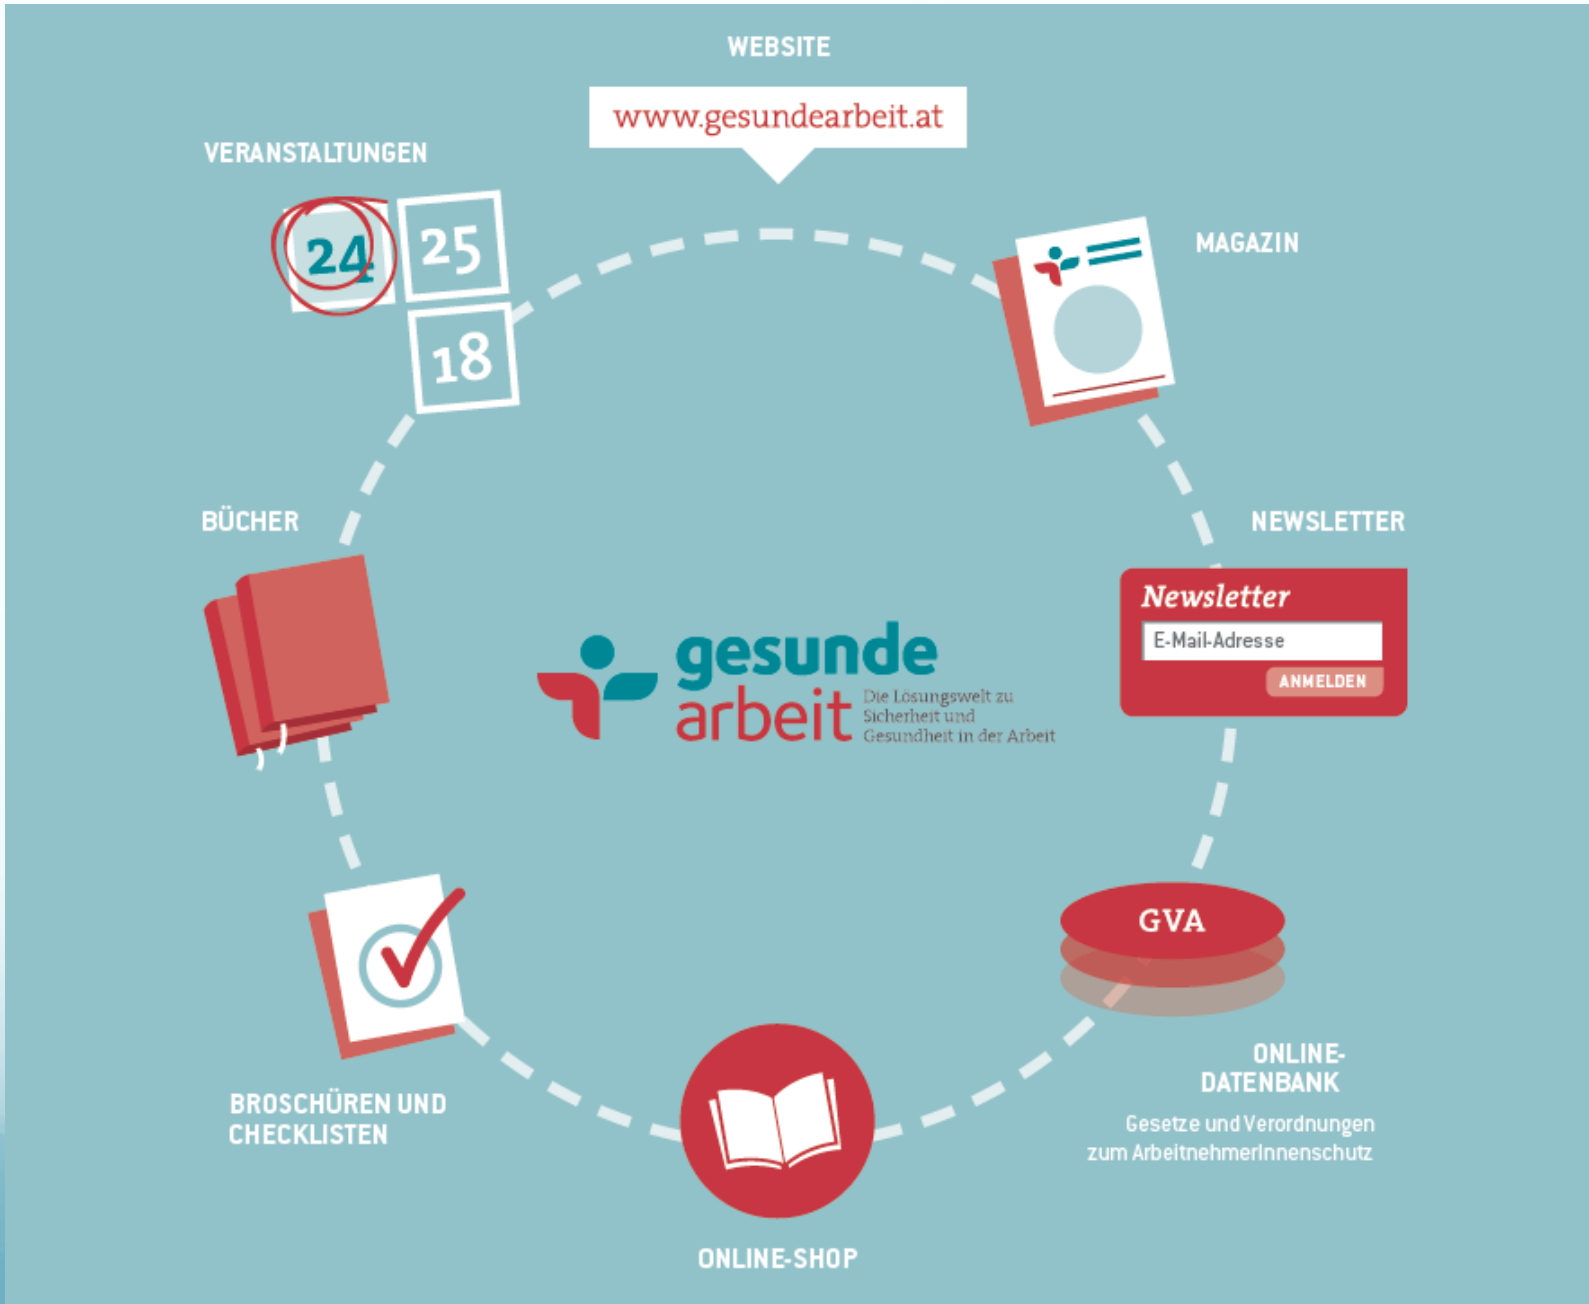 WEBSITE
www.gesundearbeit.at
VERANSTALTUNGEN
24
25
18
MAGAZIN
BÜCHER
NEWSLETTER
Newsletter
E-Mail-Adresse
ANMELDEN
gesunde
arbeit
Die Lösungswelt zu
Sicherheit und
Gesundheit in der Arbeit
GVA
ONLINE-
DATENBANK
Gesetze und Verordnungen
zum ArbeitnehmerInnenschutz
BROSCHÜREN UND
CHECKLISTEN
ONLINE-SHOP